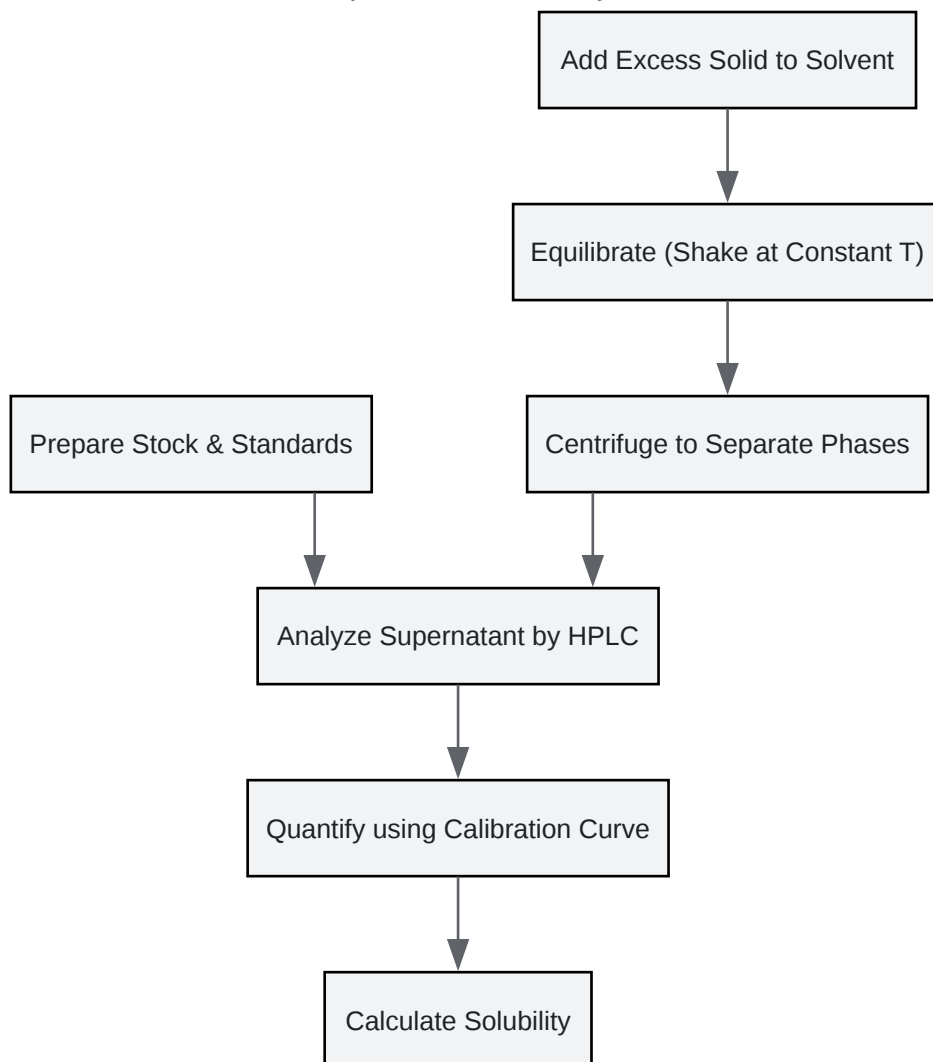 Add Excess Solid to Solvent
Equilibrate (Shake at Constant T)
Prepare Stock & Standards
Centrifuge to Separate Phases
Analyze Supernatant by HPLC
Quantify using Calibration Curve
Calculate Solubility